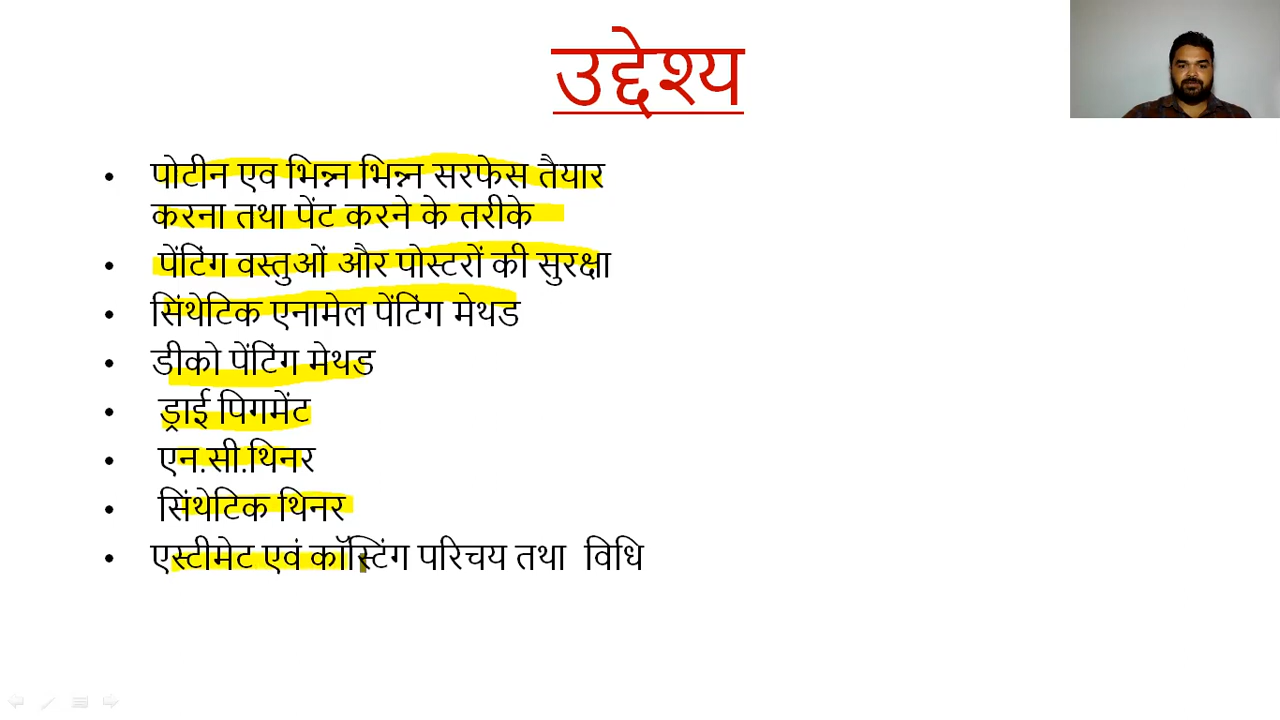 उद्देश्य
• पोटीन एव भिन्न भिन्न सरफेस तैयार
करना तथा पेंट करने के तरीके
• पेंटिंग वस्तुओं और पोस्टरों की सुरक्षा
• सिंथेटिक एनामेल पेंटिंग मेथड
• डीको पेंटिंग मेथड
• ड्राई पिगमेंट
• एन.सी.थिनर
• सिंथेटिक थिनर
• एस्टीमेट एवं कॉस्टिंग परिचय तथा विधि